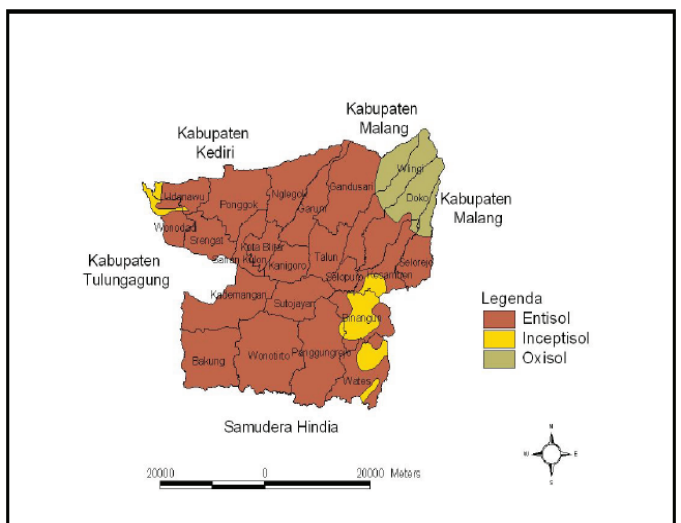 Kabupaten
Malang
Kabupaten
Kediri
Wlingi
Gandusari
Nglegok
Udanawu
Doko
Kabupaten
Malang
Ponggok
Garum
Wonodadi
Srengat
Kota Blitar
Talun
Kabupaten
Tulungagung
Kanigoro
Selorejo
Selopuro
Kesamben
Kademangan
Sutojayan
Legenda
Entisol
Inceptisol
Oxisol
Binangun
Bakung
Wonotirto
Panggungrejo
Wates
Samudera Hindia
N
W
E
S
20000 0 20000 Meters